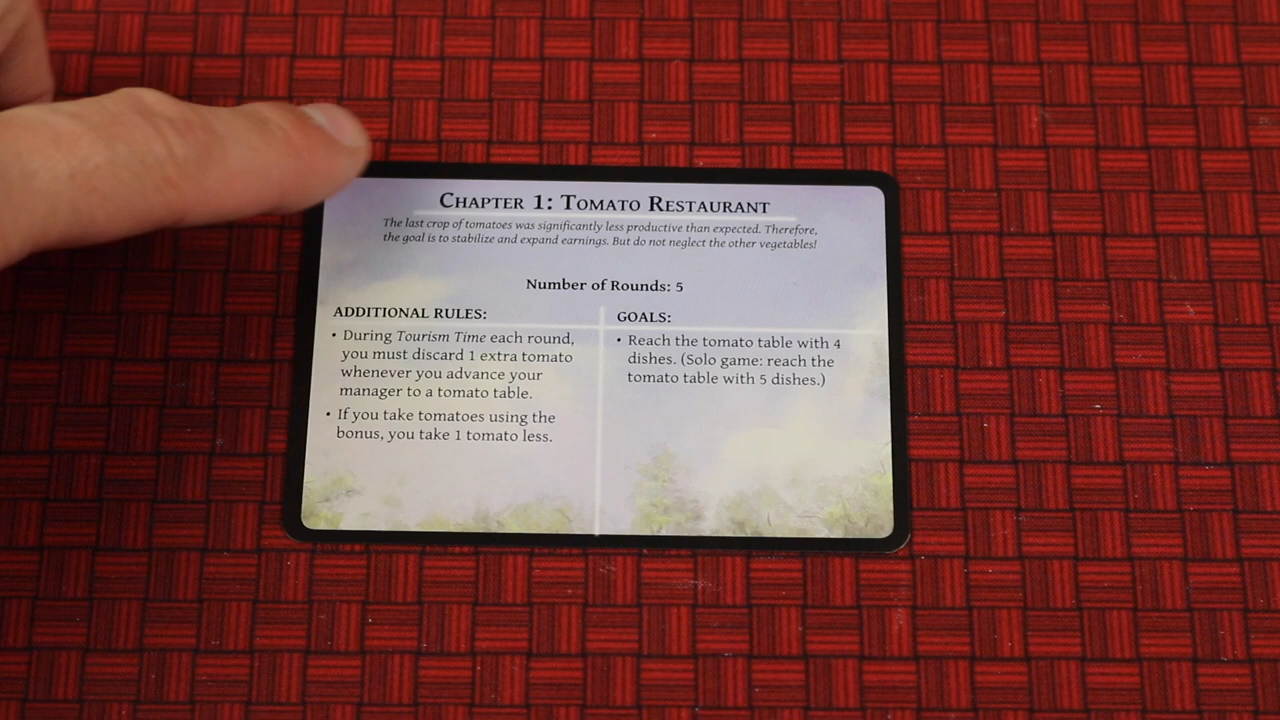 Chapter 1: Tomato Restaurant
The last crop of tomatoes was significantly less productive than expected. Therefore,
the goal is to stabilize and expand earnings. But do not neglect the other vegetables!
Number of Rounds: 5
ADDITIONAL RULES:
• During Tourism Time each round,
you must discard 1 extra tomato
whenever you advance your
manager to a tomato table.
• If you take tomatoes using the
bonus, you take 1 tomato less.
GOALS:
• Reach the tomato table with 4
dishes. (Solo game: reach the
tomato table with 5 dishes.)